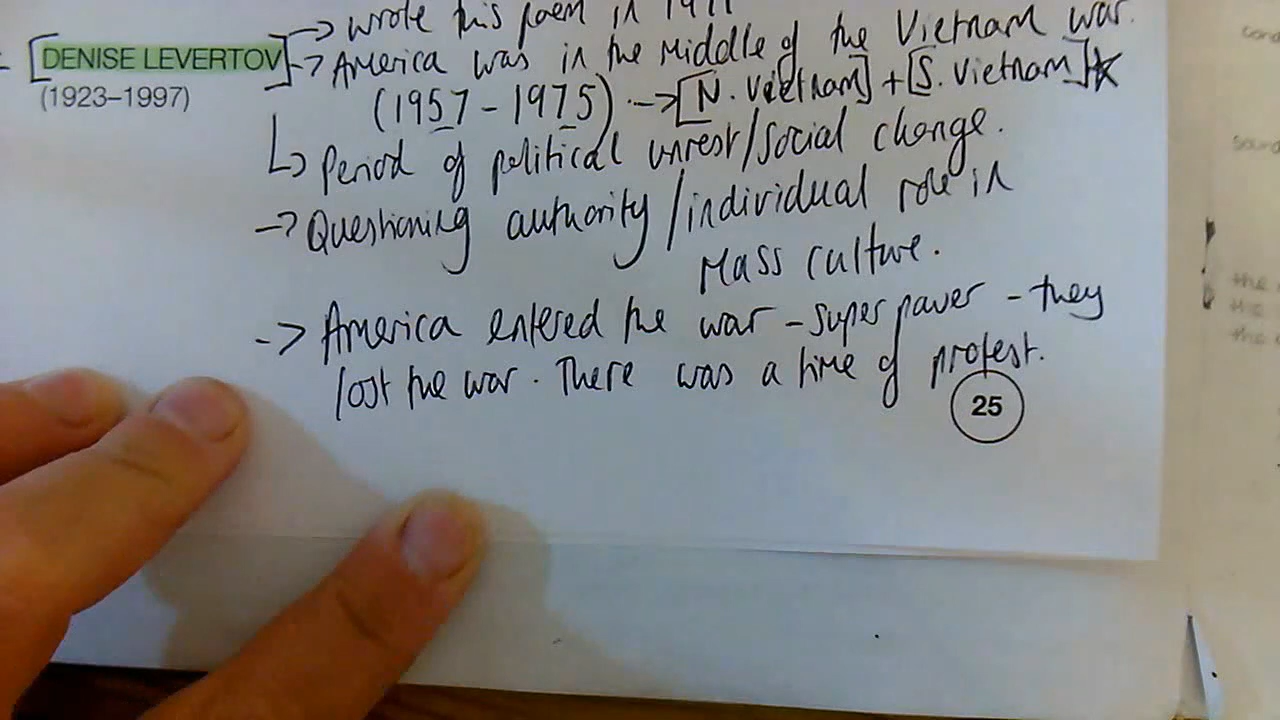 → wrote this poem in 1971
[DENISE LEVERTOV] → America was in the middle of the Vietnam war.
(1923–1997)
(1957 – 1975) → [N. Vietnam] + [S. Vietnam]*
↳ Period of political unrest/social change.
→ Questioning authority/individual role in
Mass culture.
→ America entered the war – super power – they
lost the war. There was a time of protest.
25